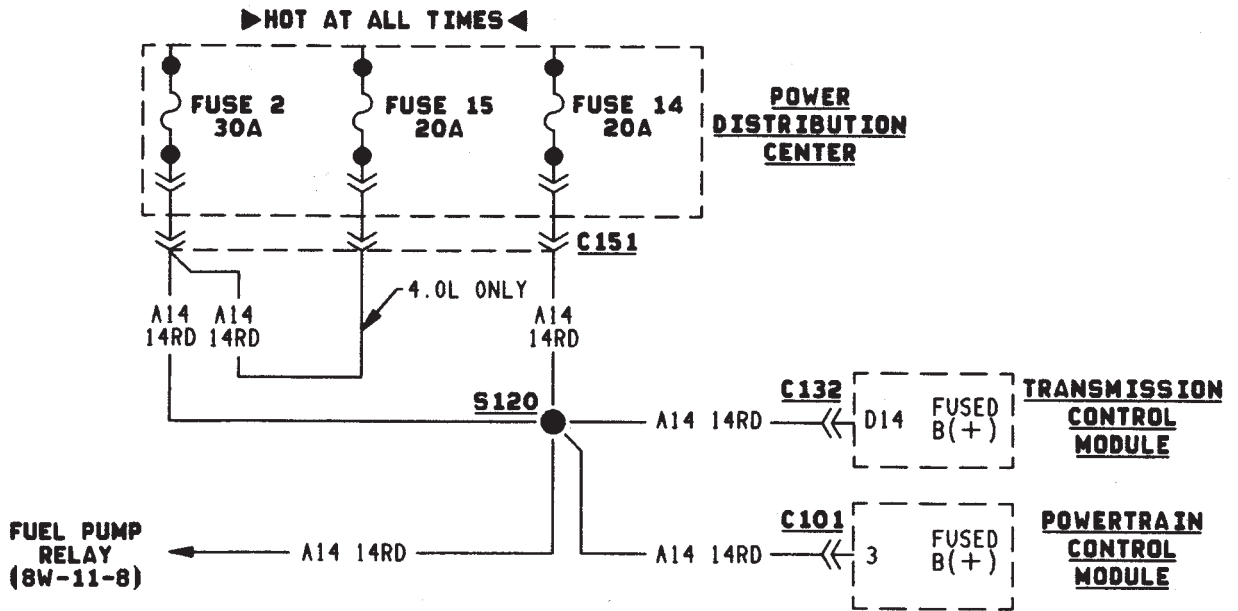 ▶HOT AT ALL TIMES◀
FUSE 2
30A
FUSE 15
20A
FUSE 14
20A
POWER
DISTRIBUTION
CENTER
C151
4.0L ONLY
A14
14RD
A14
14RD
A14
14RD
S120
A14 14RD
C132
D14
FUSED
B(+)
TRANSMISSION
CONTROL
MODULE
FUEL PUMP
RELAY
(8W-11-8)
A14 14RD
A14 14RD
C101
3
FUSED
B(+)
POWERTRAIN
CONTROL
MODULE